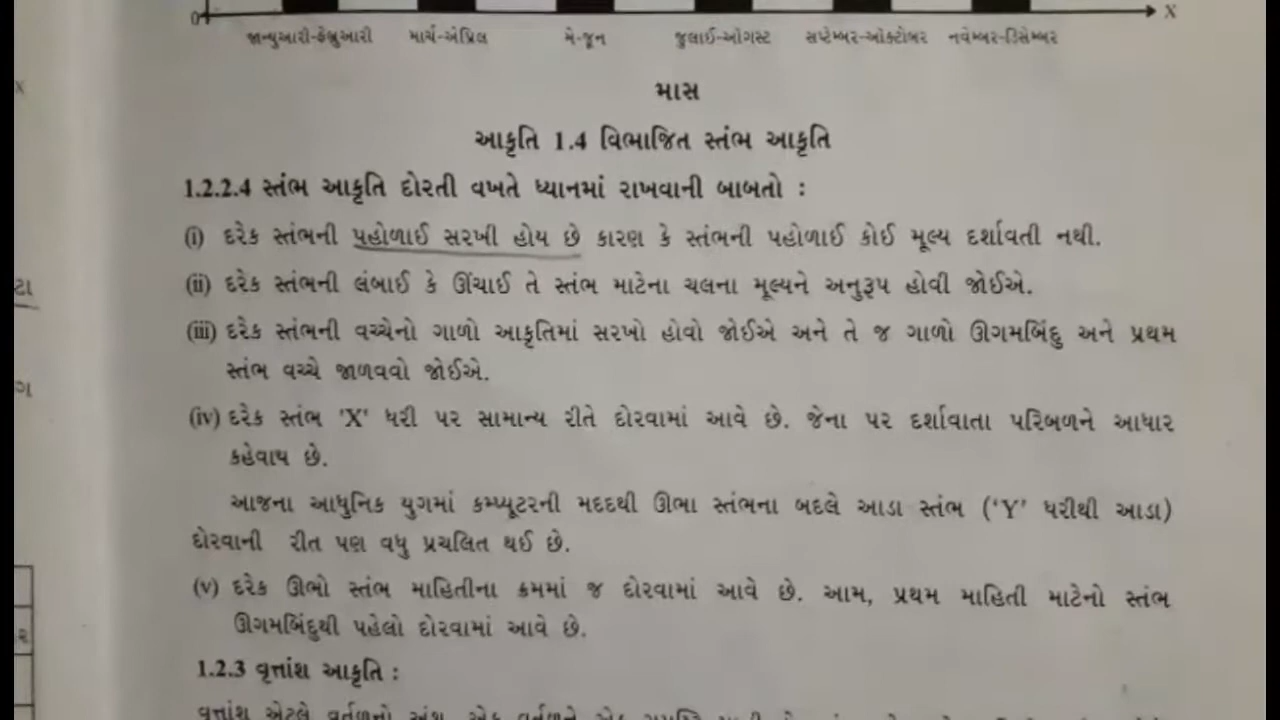 0
X
જાન્યુઆરી-ફેબ્રુઆરી માર્ચ-એપ્રિલ મે-જૂન જુલાઈ-ઑગસ્ટ સપ્ટેમ્બર-ઑક્ટોબર નવેમ્બર-ડિસેમ્બર
માસ
આકૃતિ 1.4 વિભાજિત સ્તંભ આકૃતિ
1.2.2.4 સ્તંભ આકૃતિ દોરતી વખતે ધ્યાનમાં રાખવાની બાબતો :
(i) દરેક સ્તંભની પહોળાઈ સરખી હોય છે કારણ કે સ્તંભની પહોળાઈ કોઈ મૂલ્ય દર્શાવતી નથી.
(ii) દરેક સ્તંભની લંબાઈ કે ઊંચાઈ તે સ્તંભ માટેના ચલના મૂલ્યને અનુરૂપ હોવી જોઈએ.
(iii) દરેક સ્તંભની વચ્ચેનો ગાળો આકૃતિમાં સરખો હોવો જોઈએ અને તે જ ગાળો ઊગમબિંદુ અને પ્રથમ
સ્તંભ વચ્ચે જાળવવો જોઈએ.
(iv) દરેક સ્તંભ 'X' ધરી પર સામાન્ય રીતે દોરવામાં આવે છે. જેના પર દર્શાવાતા પરિબળને આધાર
કહેવાય છે.
આજના આધુનિક યુગમાં કમ્પ્યૂટરની મદદથી ઊભા સ્તંભના બદલે આડા સ્તંભ ('Y' ધરીથી આડા)
દોરવાની રીત પણ વધુ પ્રચલિત થઈ છે.
(v) દરેક ઊભો સ્તંભ માહિતીના ક્રમમાં જ દોરવામાં આવે છે. આમ, પ્રથમ માહિતી માટેનો સ્તંભ
ઊગમબિંદુથી પહેલો દોરવામાં આવે છે.
1.2.3 વૃત્તાંશ આકૃતિ :
વૃત્તાંશ એટલે વર્તુળનો અંશ